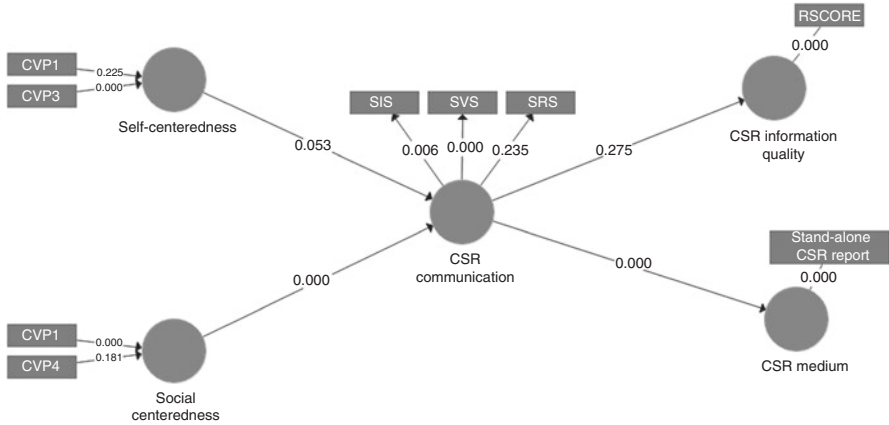 RSCORE
0.000
CVP1
0.225
CVP3
0.000
Self-centeredness
SIS
SVS
SRS
0.006
0.000
0.235
0.053
0.275
CSR information
quality
CSR
communication
0.000
0.000
Stand-alone
CSR report
0.000
CVP1
0.000
CVP4
0.181
Social
centeredness
CSR medium